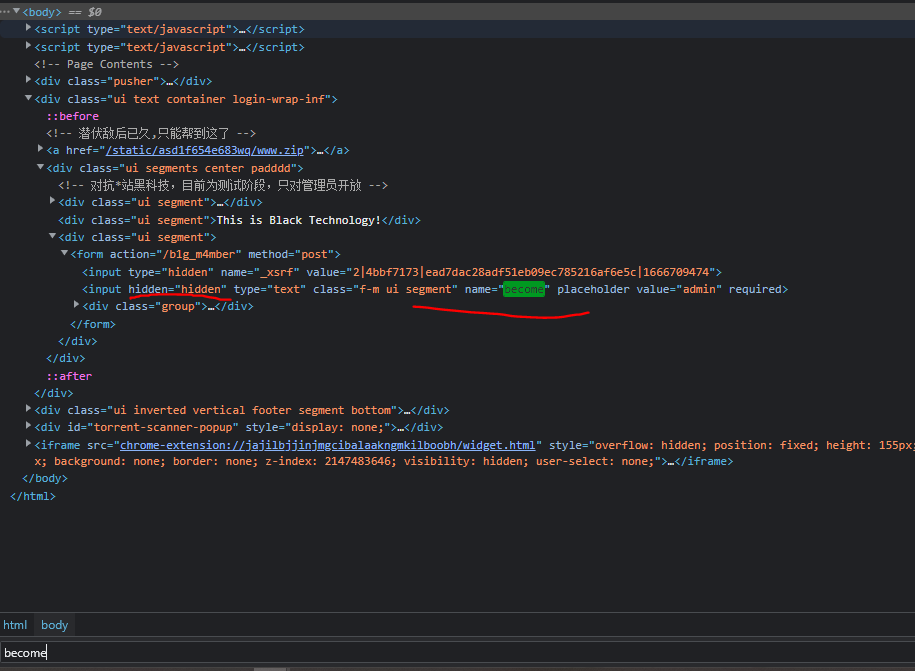 <body> == $0
<script type="text/javascript">…</script>
<script type="text/javascript">…</script>
<!-- Page Contents -->
<div class="pusher">…</div>
<div class="ui text container login-wrap-inf">
::before
<!-- 潜伏敌后已久,只能帮到这了 -->
<a href="/static/asd1f654e683wq/www.zip">…</a>
<div class="ui segments center padddd">
<!-- 对抗*站黑科技，目前为测试阶段，只对管理员开放 -->
<div class="ui segment">…</div>
<div class="ui segment">This is Black Technology!</div>
<div class="ui segment">
<form action="/b1g_m4mber" method="post">
<input type="hidden" name="_xsrf" value="2|4bbf7173|ead7dac28adf51eb09ec785216af6e5c|1666709474">
<input hidden="hidden" type="text" class="f-m ui segment" name="become" placeholder value="admin" required>
<div class="group">…</div>
</form>
</div>
</div>
::after
</div>
<div class="ui inverted vertical footer segment bottom">…</div>
<div id="torrent-scanner-popup" style="display: none;">…</div>
<iframe src="chrome-extension://jajilbjjinjmgcibalaakngmkilboobh/widget.html" style="overflow: hidden; position: fixed; height: 155px;
x; background: none; border: none; z-index: 2147483646; visibility: hidden; user-select: none;">…</iframe>
</body>
</html>
html body
become